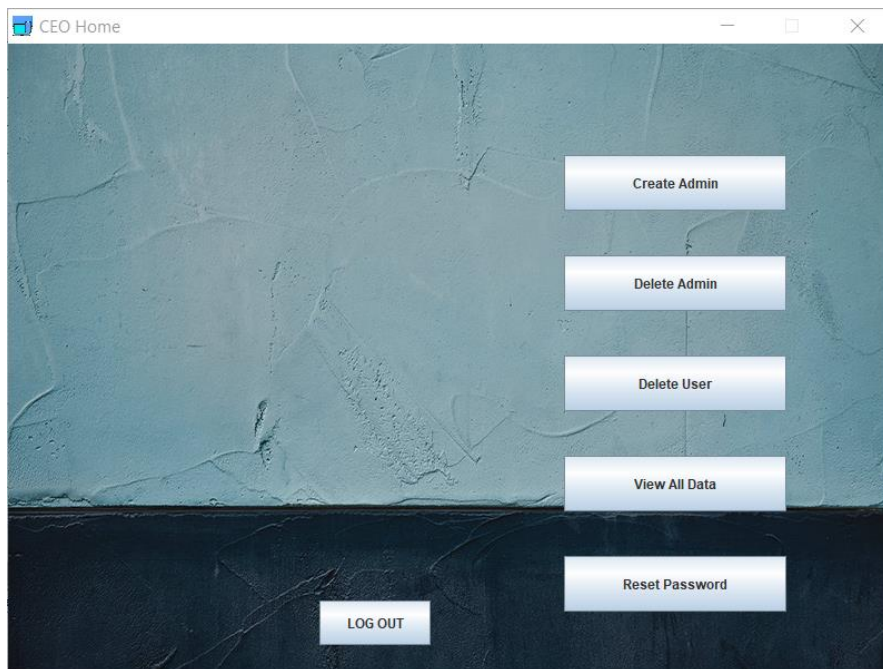 CEO Home
Create Admin
Delete Admin
Delete User
View All Data
Reset Password
LOG OUT